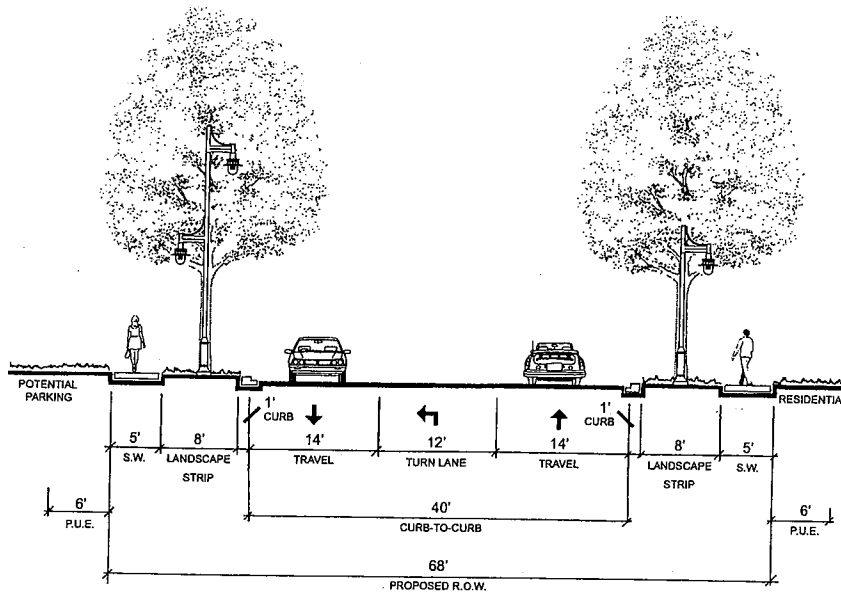 POTENTIAL
PARKING
RESIDENTIA
1'
CURB
1'
CURB
5'
S.W.
8'
LANDSCAPE
STRIP
14'
TRAVEL
12'
TURN LANE
14'
TRAVEL
8'
LANDSCAPE
STRIP
5'
S.W.
6'
P.U.E.
40'
CURB-TO-CURB
6'
P.U.E.
68'
PROPOSED R.O.W.